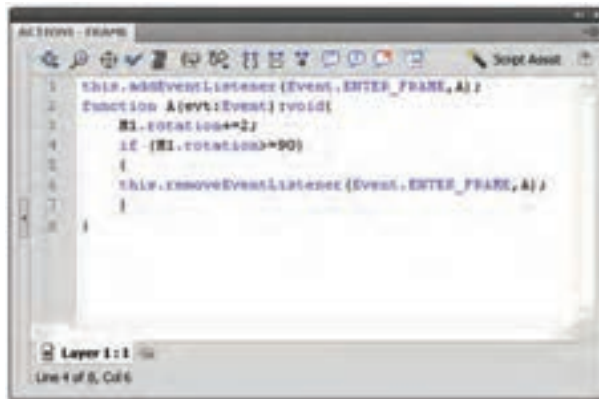 ACTIONS - FRAME
Script Assist
1 this.addEventListener(Event.ENTER_FRAME,A);
2 function A(evt:Event):void{
3 M1.rotation+=2;
4 if (M1.rotation>=90)
5 {
6 this.removeEventListener(Event.ENTER_FRAME,A);
7 }
8 }
Layer 1 : 1
Line 4 of 8, Col 6